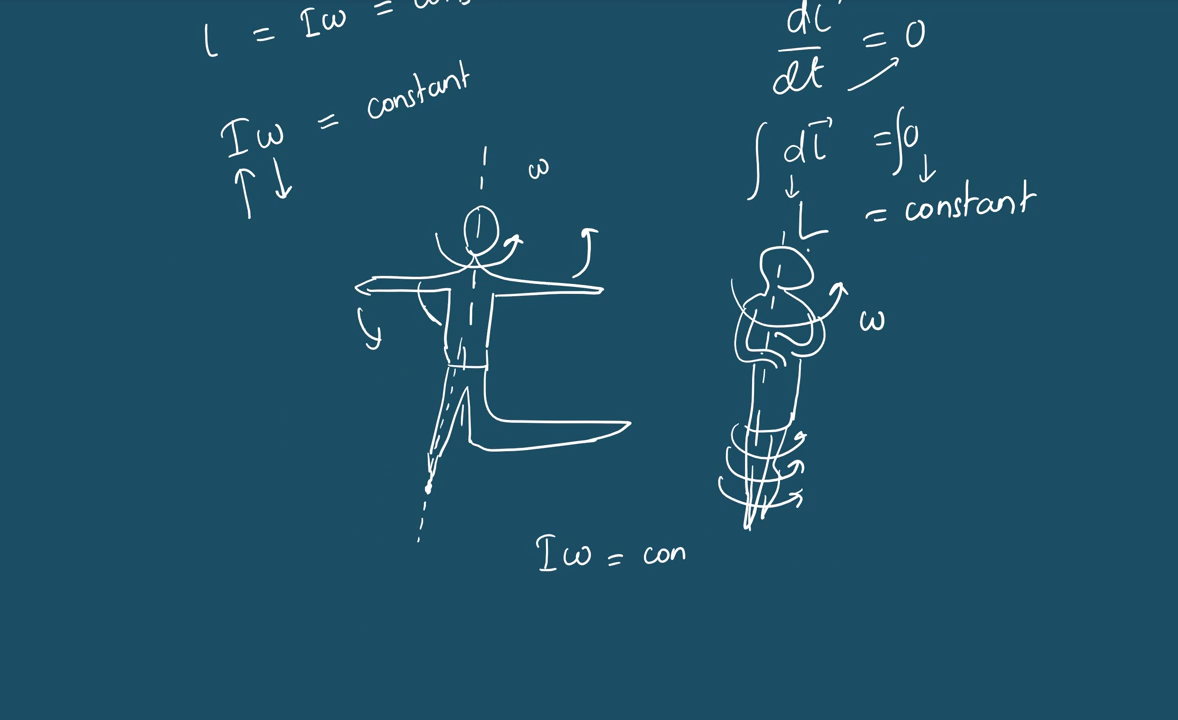 l = Iω =
Iω = constant
↑ ↓
ω
dL
dt
= 0
∫ dL⃗ = ∫0
L = constant
ω
Iω = con